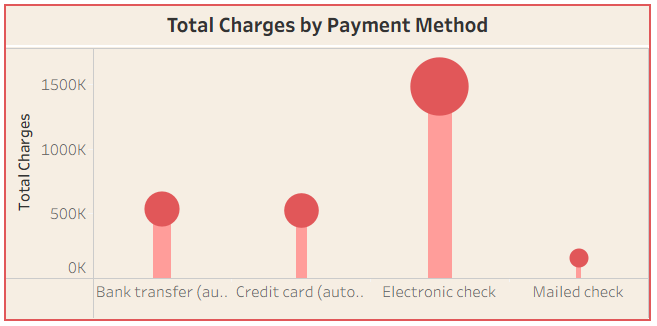 Total Charges by Payment Method
Total Charges
1500K
1000K
500K
0K
Bank transfer (au..
Credit card (auto..
Electronic check
Mailed check